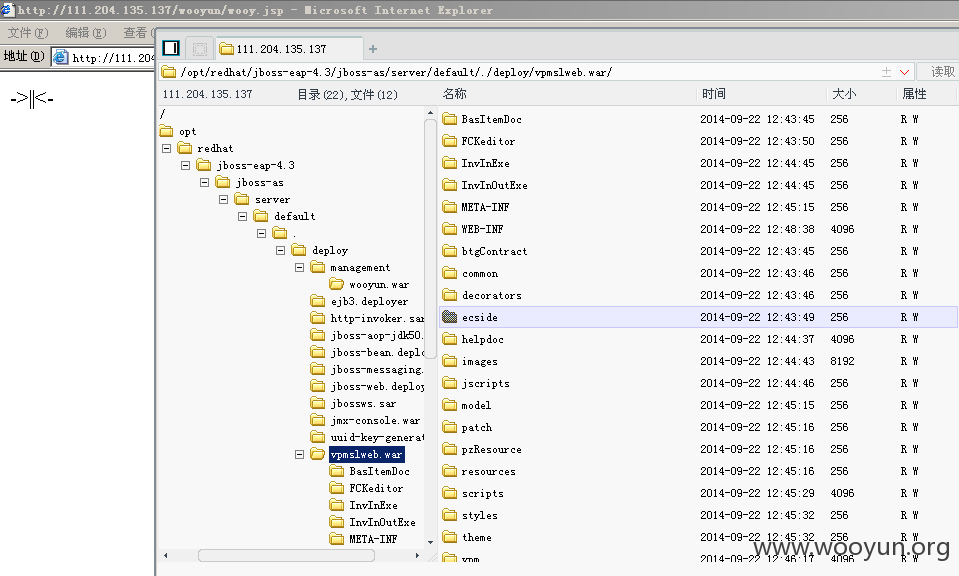 http://111.204.135.137/wooyun/wooy.jsp - Microsoft Internet Explorer
文件(F) 编辑(E) 查看(
地址(D) http://111.204
->||<-
111.204.135.137
/opt/redhat/jboss-eap-4.3/jboss-as/server/default/./deploy/vpmslweb.war/ 读取
111.204.135.137 目录(22),文件(12)
/
opt
redhat
jboss-eap-4.3
jboss-as
server
default
.
deploy
management
wooyun.war
ejb3.deployer
http-invoker.sar
jboss-aop-jdk50.
jboss-bean.deplo
jboss-messaging.
jboss-web.deploy
jbossws.sar
jmx-console.war
uuid-key-generat
vpmslweb.war
BasItemDoc
FCKeditor
InvInExe
InvInOutExe
META-INF
名称 时间 大小 属性
BasItemDoc 2014-09-22 12:43:45 256 R W
FCKeditor 2014-09-22 12:43:50 256 R W
InvInExe 2014-09-22 12:44:45 256 R W
InvInOutExe 2014-09-22 12:44:45 256 R W
META-INF 2014-09-22 12:45:15 256 R W
WEB-INF 2014-09-22 12:48:38 4096 R W
btgContract 2014-09-22 12:43:45 256 R W
common 2014-09-22 12:43:46 256 R W
decorators 2014-09-22 12:43:46 256 R W
ecside 2014-09-22 12:43:49 256 R W
helpdoc 2014-09-22 12:44:37 4096 R W
images 2014-09-22 12:44:43 8192 R W
jscripts 2014-09-22 12:44:46 256 R W
model 2014-09-22 12:45:15 256 R W
patch 2014-09-22 12:45:16 256 R W
pzResource 2014-09-22 12:45:16 256 R W
resources 2014-09-22 12:45:16 256 R W
scripts 2014-09-22 12:45:29 4096 R W
styles 2014-09-22 12:45:32 256 R W
theme 2014-09-22 12:45:32 256 R W
vpm 2014-09-22 12:46:17 4096 R W
www.wooyun.org